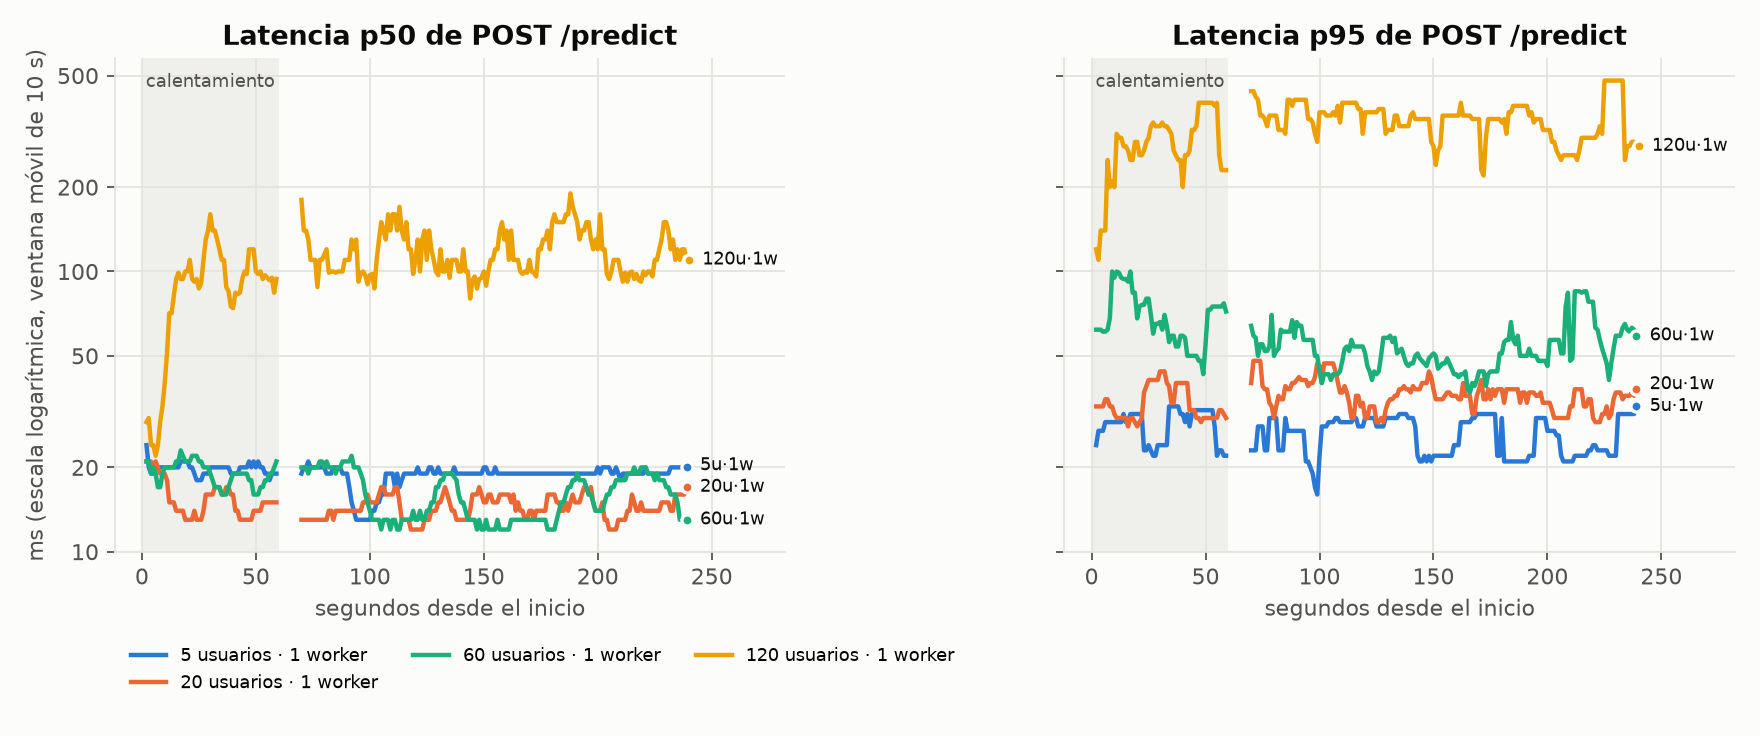 Latencia p50 de POST /predict
Latencia p95 de POST /predict
ms (escala logarítmica, ventana móvil de 10 s)
500
200
100
50
20
10
calentamiento
120u·1w
5u·1w
20u·1w
60u·1w
0
50
100
150
200
250
segundos desde el inicio
calentamiento
120u·1w
60u·1w
20u·1w
5u·1w
0
50
100
150
200
250
segundos desde el inicio
5 usuarios · 1 worker
60 usuarios · 1 worker
120 usuarios · 1 worker
20 usuarios · 1 worker